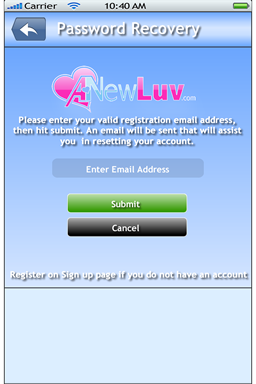 Carrier 10:40 AM
Password Recovery
ANewLuv.com
Please enter your valid registration email address,
then hit submit. An email will be sent that will assist
you in resetting your account.
Enter Email Address
Submit
Cancel
Register on Sign up page if you do not have an account